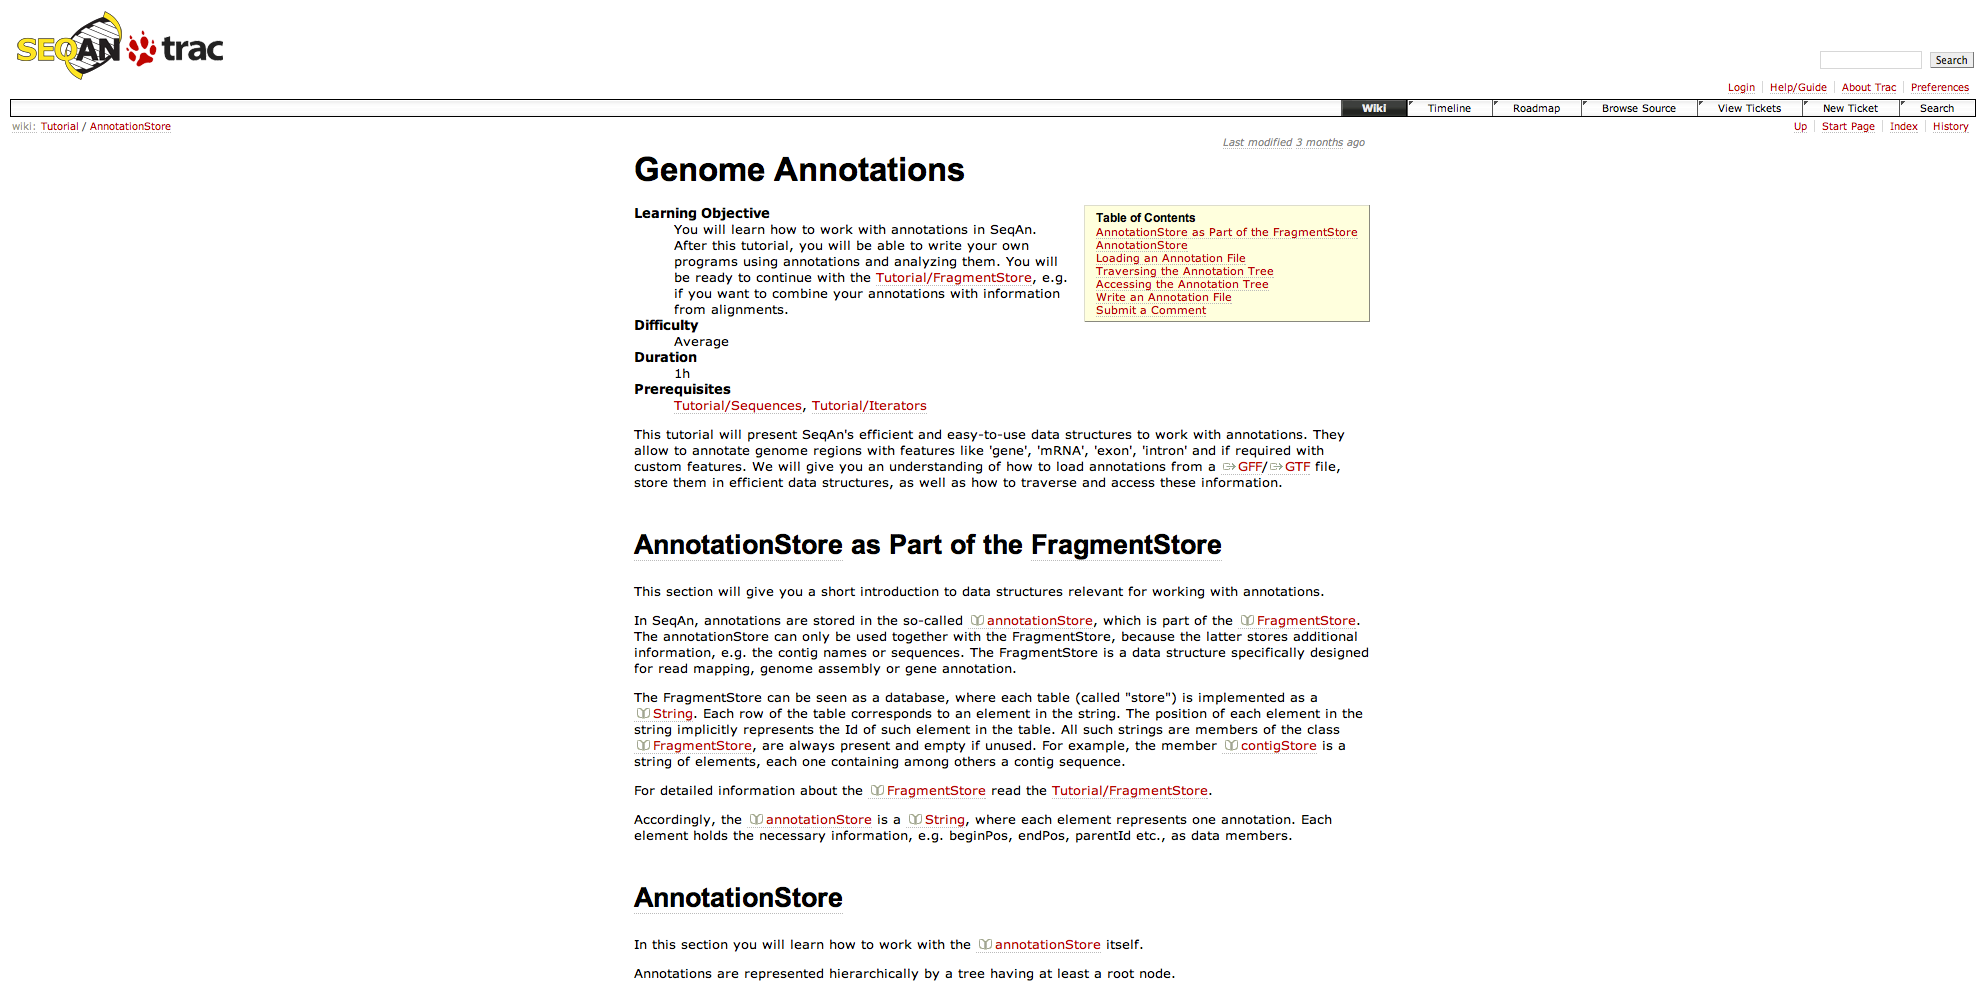 SEQAN trac
Search
Login Help/Guide About Trac Preferences
Wiki Timeline Roadmap Browse Source View Tickets New Ticket Search
wiki: Tutorial / AnnotationStore
Up Start Page Index History
Last modified 3 months ago
Genome Annotations
Learning Objective
You will learn how to work with annotations in SeqAn.
After this tutorial, you will be able to write your own
programs using annotations and analyzing them. You will
be ready to continue with the Tutorial/FragmentStore, e.g.
if you want to combine your annotations with information
from alignments.
Difficulty
Average
Duration
1h
Prerequisites
Tutorial/Sequences, Tutorial/Iterators
Table of Contents
AnnotationStore as Part of the FragmentStore
AnnotationStore
Loading an Annotation File
Traversing the Annotation Tree
Accessing the Annotation Tree
Write an Annotation File
Submit a Comment
This tutorial will present SeqAn's efficient and easy-to-use data structures to work with annotations. They
allow to annotate genome regions with features like 'gene', 'mRNA', 'exon', 'intron' and if required with
custom features. We will give you an understanding of how to load annotations from a GFF/GTF file,
store them in efficient data structures, as well as how to traverse and access these information.
AnnotationStore as Part of the FragmentStore
This section will give you a short introduction to data structures relevant for working with annotations.
In SeqAn, annotations are stored in the so-called annotationStore, which is part of the FragmentStore.
The annotationStore can only be used together with the FragmentStore, because the latter stores additional
information, e.g. the contig names or sequences. The FragmentStore is a data structure specifically designed
for read mapping, genome assembly or gene annotation.
The FragmentStore can be seen as a database, where each table (called "store") is implemented as a
String. Each row of the table corresponds to an element in the string. The position of each element in the
string implicitly represents the Id of such element in the table. All such strings are members of the class
FragmentStore, are always present and empty if unused. For example, the member contigStore is a
string of elements, each one containing among others a contig sequence.
For detailed information about the FragmentStore read the Tutorial/FragmentStore.
Accordingly, the annotationStore is a String, where each element represents one annotation. Each
element holds the necessary information, e.g. beginPos, endPos, parentId etc., as data members.
AnnotationStore
In this section you will learn how to work with the annotationStore itself.
Annotations are represented hierarchically by a tree having at least a root node.